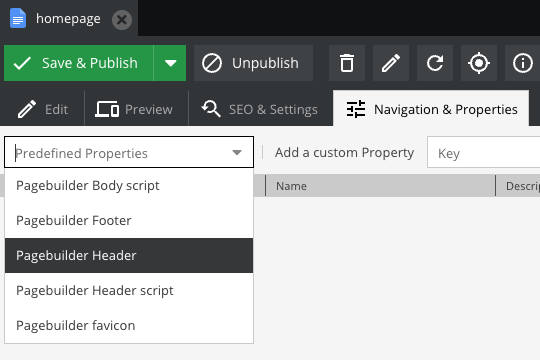 homepage
Save & Publish
Unpublish
Edit
Preview
SEO & Settings
Navigation & Properties
Predefined Properties
Add a custom Property
Key
Name
Descrip
Pagebuilder Body script
Pagebuilder Footer
Pagebuilder Header
Pagebuilder Header script
Pagebuilder favicon